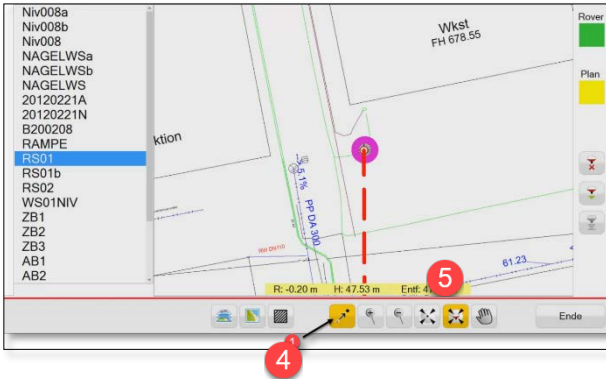 Niv008a
Niv008b
Niv008
NAGELWSa
NAGELWSb
NAGELWS
20120221A
20120221N
B200208
RAMPE
RS01
RS01b
RS02
WS01NIV
ZB1
ZB2
ZB3
AB1
AB2
Wkst
FH 678.55
ktion
5.1% PP DA 300
61.23
R: -0.20 m H: 47.53 m Entf: 4
5
Rover
Plan
1
4
Ende